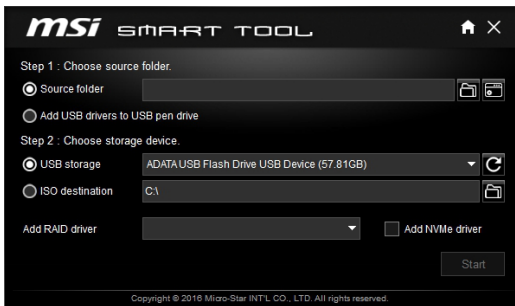 msi SMART TOOL
Step 1 : Choose source folder.
Source folder
Add USB drivers to USB pen drive
Step 2 : Choose storage device.
USB storage ADATA USB Flash Drive USB Device (57.81GB)
ISO destination C:\
Add RAID driver Add NVMe driver
Start
Copyright © 2016 Micro-Star INT'L CO., LTD. All rights reserved.